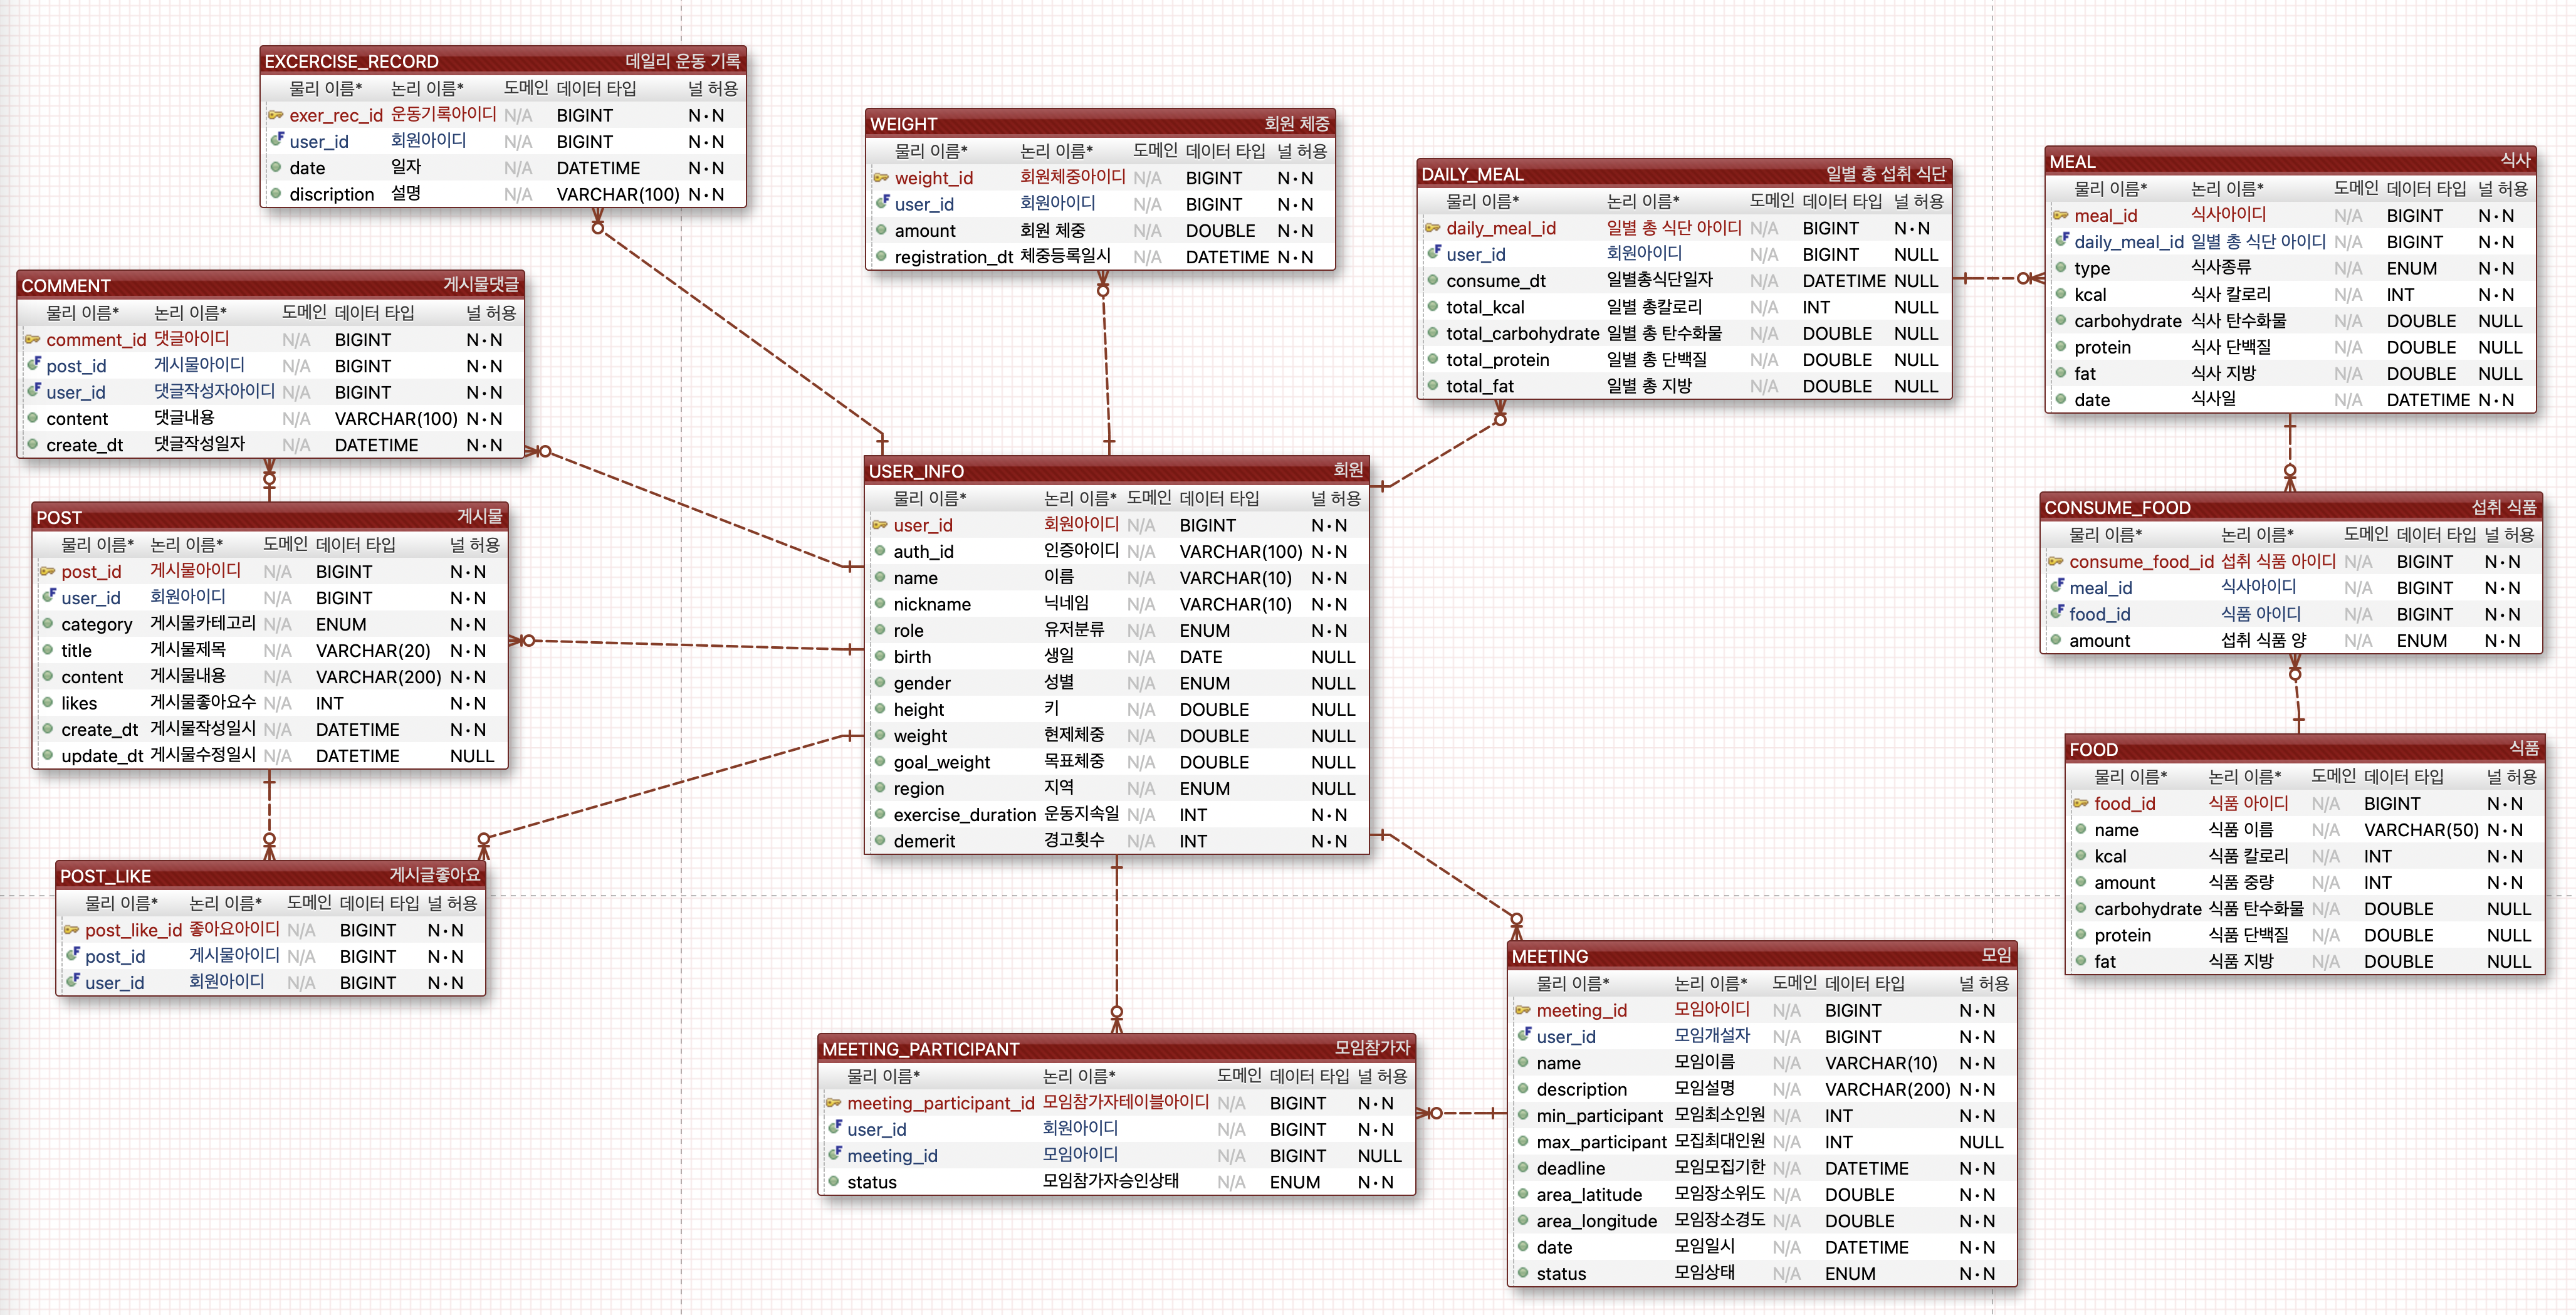 EXCERCISE_RECORD 데일리 운동 기록
물리 이름* 논리 이름* 도메인 데이터 타입 널 허용
exer_rec_id 운동기록아이디 N/A BIGINT N·N
user_id 회원아이디 N/A BIGINT N·N
date 일자 N/A DATETIME N·N
discription 설명 N/A VARCHAR(100) N·N
WEIGHT 회원 체중
물리 이름* 논리 이름* 도메인 데이터 타입 널 허용
weight_id 회원체중아이디 N/A BIGINT N·N
user_id 회원아이디 N/A BIGINT N·N
amount 회원 체중 N/A DOUBLE N·N
registration_dt 체중등록일시 N/A DATETIME N·N
DAILY_MEAL 일별 총 섭취 식단
물리 이름* 논리 이름* 도메인 데이터 타입 널 허용
daily_meal_id 일별 총 식단 아이디 N/A BIGINT N·N
user_id 회원아이디 N/A BIGINT NULL
consume_dt 일별총식단일자 N/A DATETIME NULL
total_kcal 일별 총칼로리 N/A INT NULL
total_carbohydrate 일별 총 탄수화물 N/A DOUBLE NULL
total_protein 일별 총 단백질 N/A DOUBLE NULL
total_fat 일별 총 지방 N/A DOUBLE NULL
MEAL 식사
물리 이름* 논리 이름* 도메인 데이터 타입 널 허용
meal_id 식사아이디 N/A BIGINT N·N
daily_meal_id 일별 총 식단 아이디 N/A BIGINT N·N
type 식사종류 N/A ENUM N·N
kcal 식사 칼로리 N/A INT N·N
carbohydrate 식사 탄수화물 N/A DOUBLE NULL
protein 식사 단백질 N/A DOUBLE NULL
fat 식사 지방 N/A DOUBLE NULL
date 식사일 N/A DATETIME N·N
COMMENT 게시물댓글
물리 이름* 논리 이름* 도메인 데이터 타입 널 허용
comment_id 댓글아이디 N/A BIGINT N·N
post_id 게시물아이디 N/A BIGINT N·N
user_id 댓글작성자아이디 N/A BIGINT N·N
content 댓글내용 N/A VARCHAR(100) N·N
create_dt 댓글작성일자 N/A DATETIME N·N
POST 게시물
물리 이름* 논리 이름* 도메인 데이터 타입 널 허용
post_id 게시물아이디 N/A BIGINT N·N
user_id 회원아이디 N/A BIGINT N·N
category 게시물카테고리 N/A ENUM N·N
title 게시물제목 N/A VARCHAR(20) N·N
content 게시물내용 N/A VARCHAR(200) N·N
likes 게시물좋아요수 N/A INT N·N
create_dt 게시물작성일시 N/A DATETIME N·N
update_dt 게시물수정일시 N/A DATETIME NULL
USER_INFO 회원
물리 이름* 논리 이름* 도메인 데이터 타입 널 허용
user_id 회원아이디 N/A BIGINT N·N
auth_id 인증아이디 N/A VARCHAR(100) N·N
name 이름 N/A VARCHAR(10) N·N
nickname 닉네임 N/A VARCHAR(10) N·N
role 유저분류 N/A ENUM N·N
birth 생일 N/A DATE NULL
gender 성별 N/A ENUM NULL
height 키 N/A DOUBLE NULL
weight 현제체중 N/A DOUBLE NULL
goal_weight 목표체중 N/A DOUBLE NULL
region 지역 N/A ENUM NULL
exercise_duration 운동지속일 N/A INT N·N
demerit 경고횟수 N/A INT N·N
CONSUME_FOOD 섭취 식품
물리 이름* 논리 이름* 도메인 데이터 타입 널 허용
consume_food_id 섭취 식품 아이디 N/A BIGINT N·N
meal_id 식사아이디 N/A BIGINT N·N
food_id 식품 아이디 N/A BIGINT N·N
amount 섭취 식품 양 N/A ENUM N·N
FOOD 식품
물리 이름* 논리 이름* 도메인 데이터 타입 널 허용
food_id 식품 아이디 N/A BIGINT N·N
name 식품 이름 N/A VARCHAR(50) N·N
kcal 식품 칼로리 N/A INT N·N
amount 식품 중량 N/A INT N·N
carbohydrate 식품 탄수화물 N/A DOUBLE NULL
protein 식품 단백질 N/A DOUBLE NULL
fat 식품 지방 N/A DOUBLE NULL
POST_LIKE 게시글좋아요
물리 이름* 논리 이름* 도메인 데이터 타입 널 허용
post_like_id 좋아요아이디 N/A BIGINT N·N
post_id 게시물아이디 N/A BIGINT N·N
user_id 회원아이디 N/A BIGINT N·N
MEETING_PARTICIPANT 모임참가자
물리 이름* 논리 이름* 도메인 데이터 타입 널 허용
meeting_participant_id 모임참가자테이블아이디 N/A BIGINT N·N
user_id 회원아이디 N/A BIGINT N·N
meeting_id 모임아이디 N/A BIGINT NULL
status 모임참가자승인상태 N/A ENUM N·N
MEETING 모임
물리 이름* 논리 이름* 도메인 데이터 타입 널 허용
meeting_id 모임아이디 N/A BIGINT N·N
user_id 모임개설자 N/A BIGINT N·N
name 모임이름 N/A VARCHAR(10) N·N
description 모임설명 N/A VARCHAR(200) N·N
min_participant 모임최소인원 N/A INT N·N
max_participant 모집최대인원 N/A INT NULL
deadline 모임모집기한 N/A DATETIME N·N
area_latitude 모임장소위도 N/A DOUBLE N·N
area_longitude 모임장소경도 N/A DOUBLE N·N
date 모임일시 N/A DATETIME N·N
status 모임상태 N/A ENUM N·N